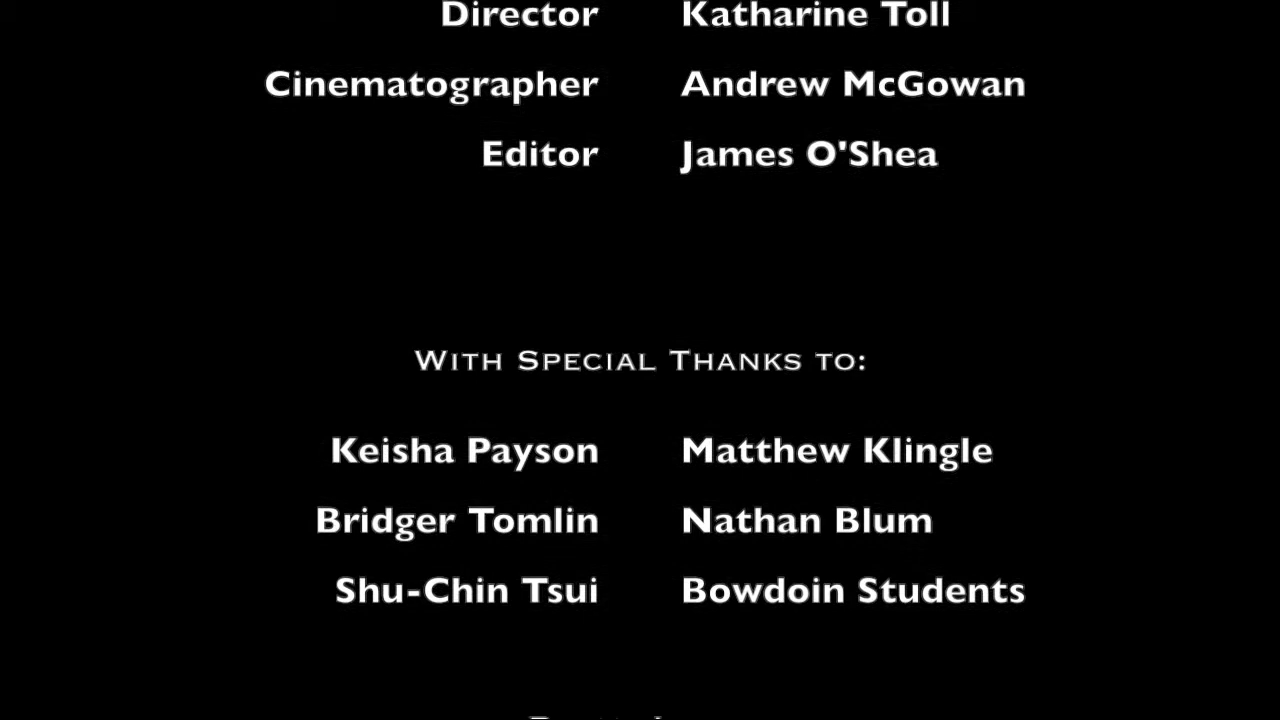 Director Katharine Toll
Cinematographer Andrew McGowan
Editor James O'Shea
With Special Thanks to:
Keisha Payson Matthew Klingle
Bridger Tomlin Nathan Blum
Shu-Chin Tsui Bowdoin Students